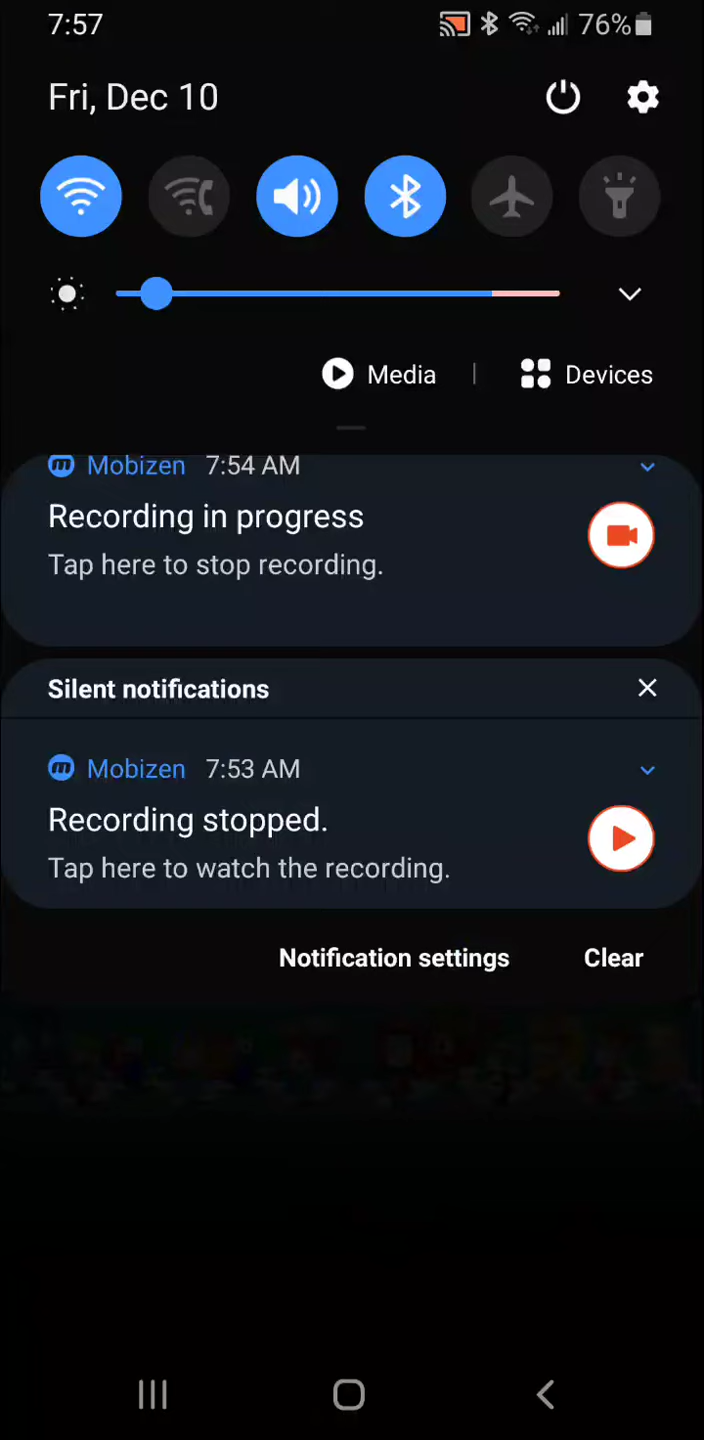 7:57 76%
Fri, Dec 10
Media | Devices
Mobizen 7:54 AM
Recording in progress
Tap here to stop recording.
Silent notifications
Mobizen 7:53 AM
Recording stopped.
Tap here to watch the recording.
Notification settings Clear